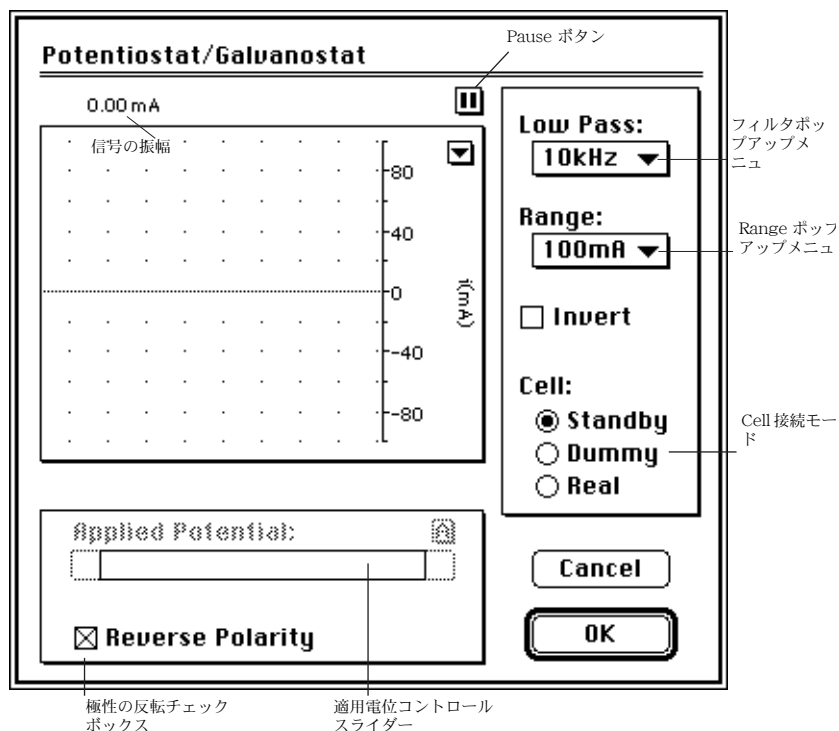 Pause ボタン
Potentiostat/Galvanostat
0.00 mA
信号の振幅
80
40
0
-40
-80
i(mA)
Low Pass:
10kHz
フィルタポッ
プアップメ
ニュ
Range:
100mA
Range ポップ
アップメニュ
Invert
Cell:
Standby
Dummy
Real
Cell 接続モー
ド
Applied Potential:
A
Reverse Polarity
Cancel
OK
極性の反転チェック
ボックス
適用電位コントロール
スライダー